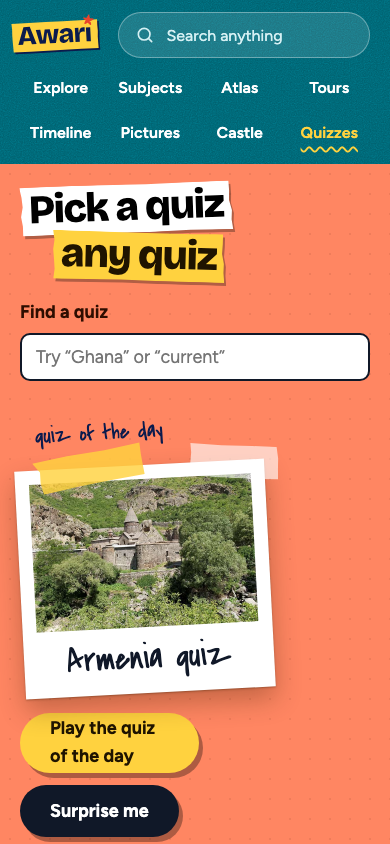 Awari
Search anything
Explore
Subjects
Atlas
Tours
Timeline
Pictures
Castle
Quizzes
Pick a quiz
any quiz
Find a quiz
Try “Ghana” or “current”
quiz of the day
Armenia quiz
Play the quiz
of the day
Surprise me